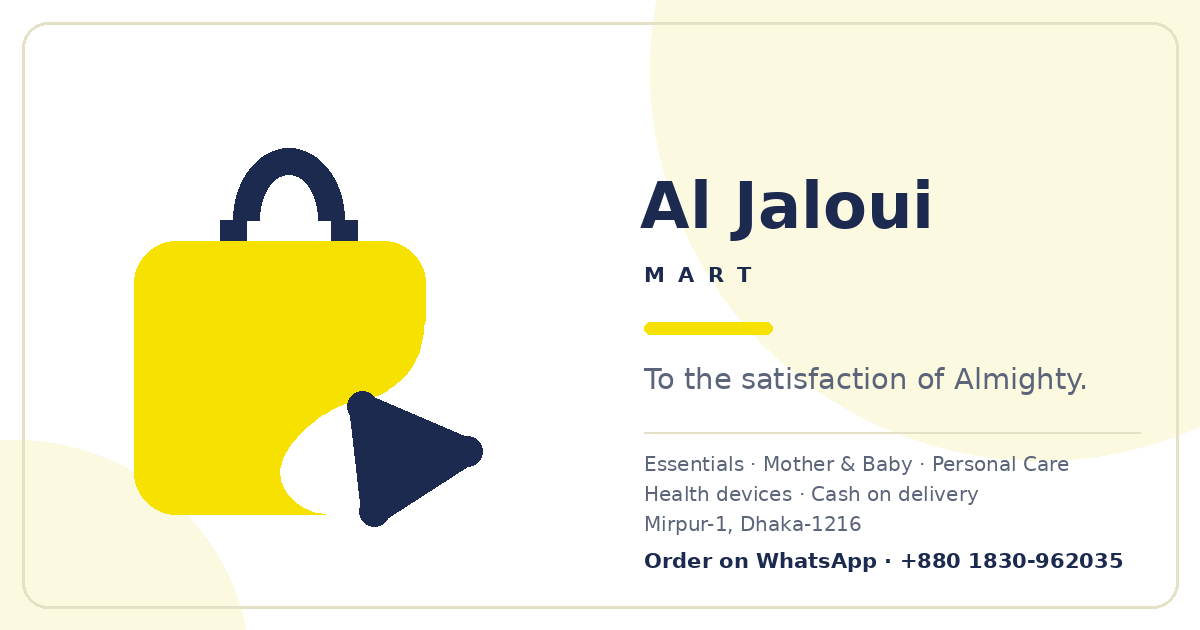 Al Jaloui
MART
To the satisfaction of Almighty.
Essentials · Mother & Baby · Personal Care
Health devices · Cash on delivery
Mirpur-1, Dhaka-1216
Order on WhatsApp · +880 1830-962035